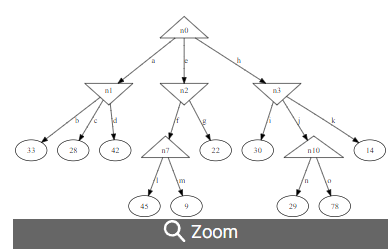 n0
a e h
n1 n2 n3
b c d f g i j k
33 28 42 n7 22 30 n10 14
l m n o
45 9 29 78
Zoom